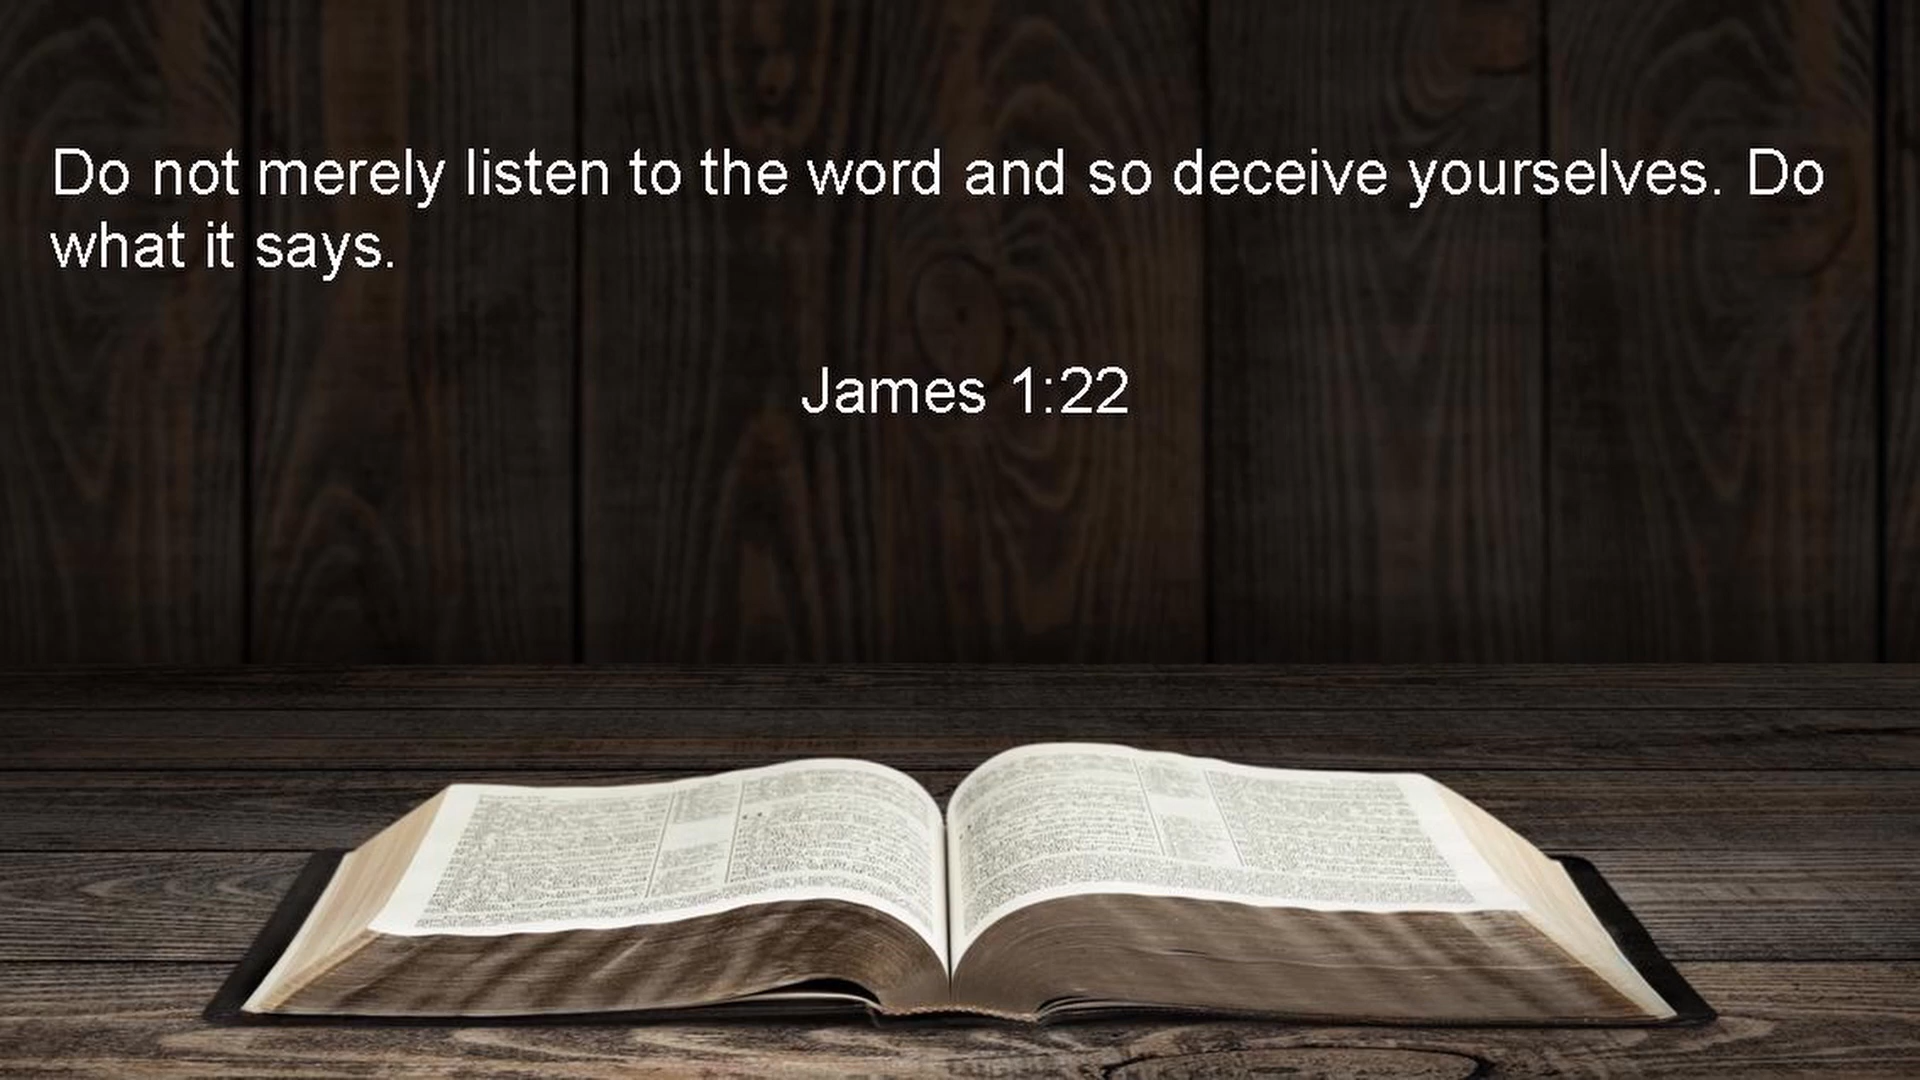 Do not merely listen to the word and so deceive yourselves. Do
what it says.
James 1:22